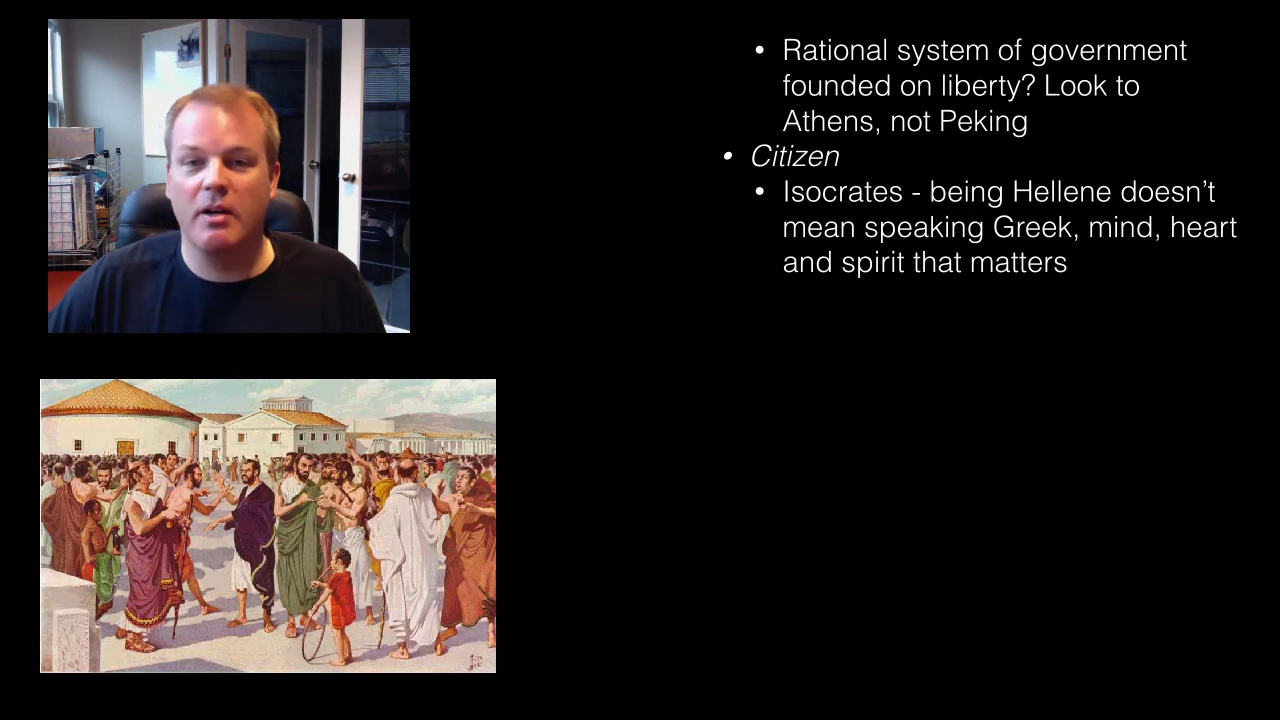 • Rational system of government
founded on liberty? Look to
Athens, not Peking
• Citizen
• Isocrates - being Hellene doesn’t
mean speaking Greek, mind, heart
and spirit that matters